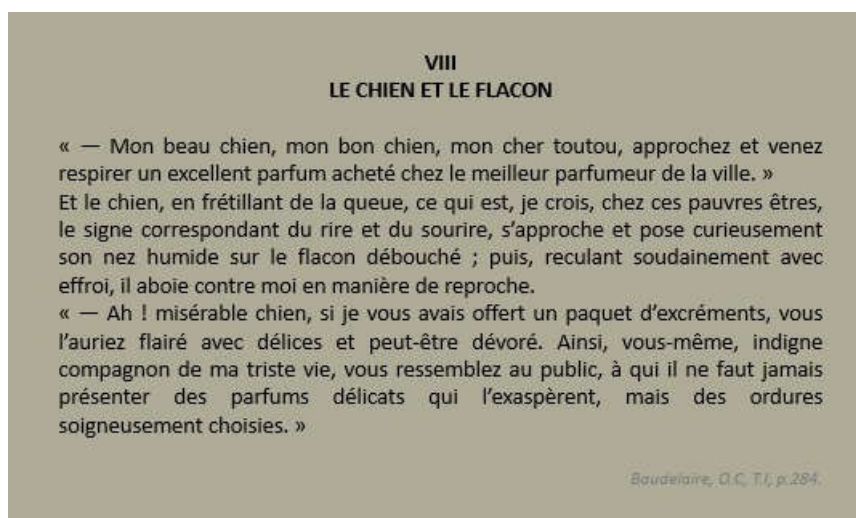 VIII
LE CHIEN ET LE FLACON
« — Mon beau chien, mon bon chien, mon cher toutou, approchez et venez
respirer un excellent parfum acheté chez le meilleur parfumeur de la ville. »
Et le chien, en frétillant de la queue, ce qui est, je crois, chez ces pauvres êtres,
le signe correspondant du rire et du sourire, s’approche et pose curieusement
son nez humide sur le flacon débouché ; puis, reculant soudainement avec
effroi, il aboie contre moi en manière de reproche.
« — Ah ! misérable chien, si je vous avais offert un paquet d’excréments, vous
l’auriez flairé avec délices et peut-être dévoré. Ainsi, vous-même, indigne
compagnon de ma triste vie, vous ressemblez au public, à qui il ne faut jamais
présenter des parfums délicats qui l’exaspèrent, mais des ordures
soigneusement choisies. »
Baudelaire, O.C, T.I, p.284.